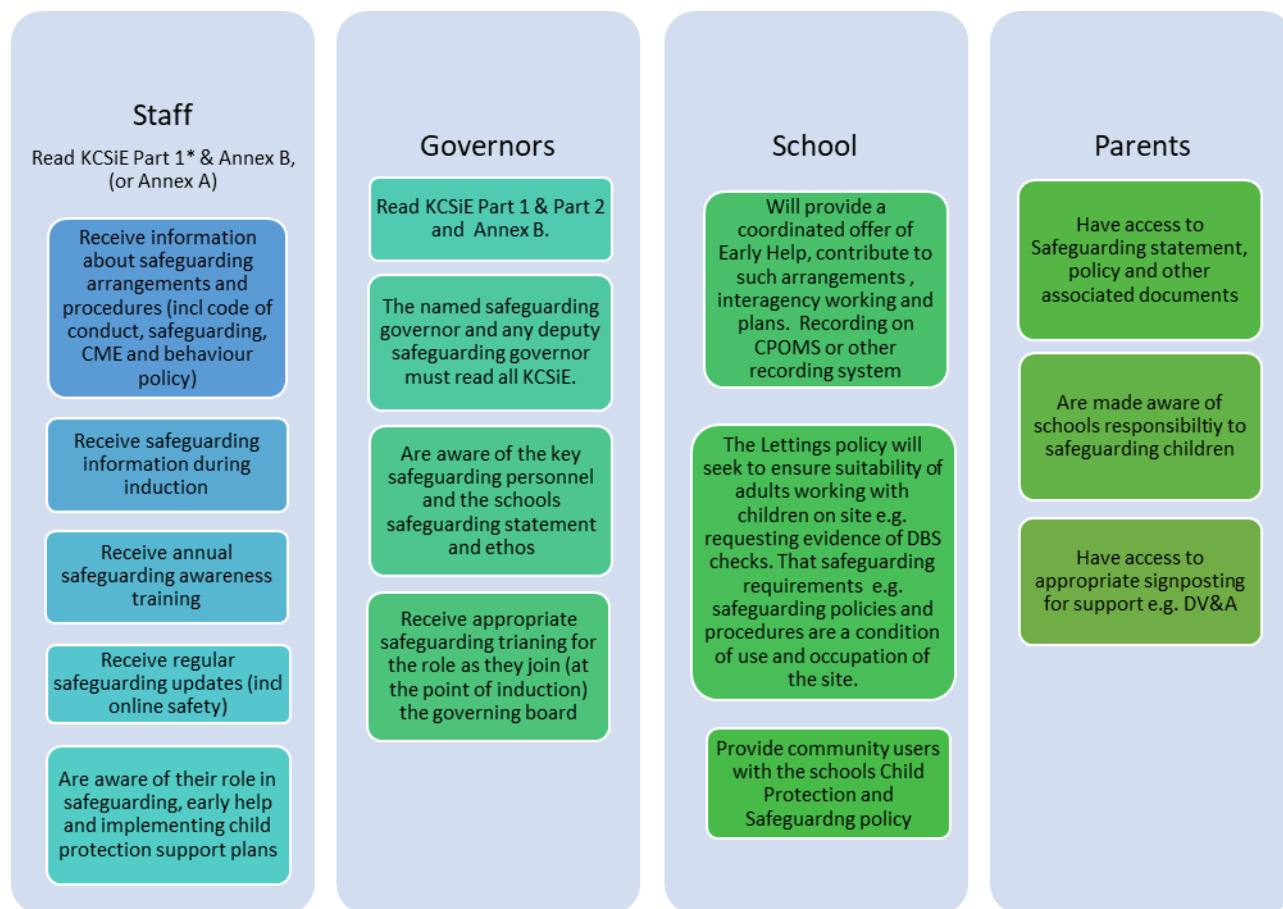 Staff
Read KCSiE Part 1* & Annex B,
(or Annex A)
Receive information
about safeguarding
arrangements and
procedures (incl code of
conduct, safeguarding,
CME and behaviour
policy)
Receive safeguarding
information during
induction
Receive annual
safeguarding awareness
training
Receive regular
safeguarding updates (incl
online safety)
Are aware of their role in
safeguarding, early help
and implementing child
protection support plans
Governors
Read KCSiE Part 1 & Part 2
and Annex B.
The named safeguarding
governor and any deputy
safeguarding governor
must read all KCSiE.
Are aware of the key
safeguarding personnel
and the schools
safeguarding statement
and ethos
Receive appropriate
safeguarding trianing for
the role as they join (at
the point of induction)
the governing board
School
Will provide a
coordinated offer of
Early Help, contribute to
such arrangements ,
interagency working and
plans. Recording on
CPOMS or other
recording system
The Lettings policy will
seek to ensure suitability of
adults working with
children on site e.g.
requesting evidence of DBS
checks. That safeguarding
requirements e.g.
safeguarding policies and
procedures are a condition
of use and occupation of
the site.
Provide community users
with the schools Child
Protection and
Safeguardng policy
Parents
Have access to
Safeguarding statement,
policy and other
associated documents
Are made aware of
schools responsibiltiy to
safeguarding children
Have access to
appropriate signposting
for support e.g. DV&A